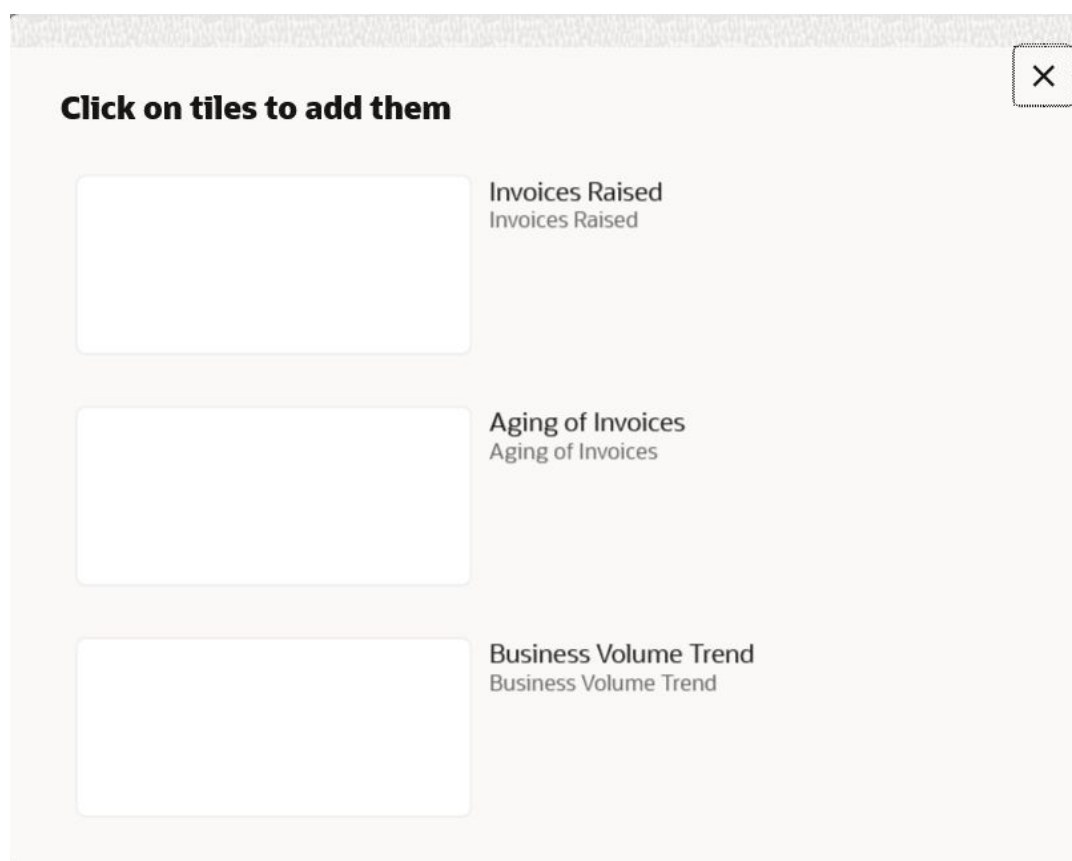 Click on tiles to add them
Invoices Raised
Invoices Raised
Aging of Invoices
Aging of Invoices
Business Volume Trend
Business Volume Trend